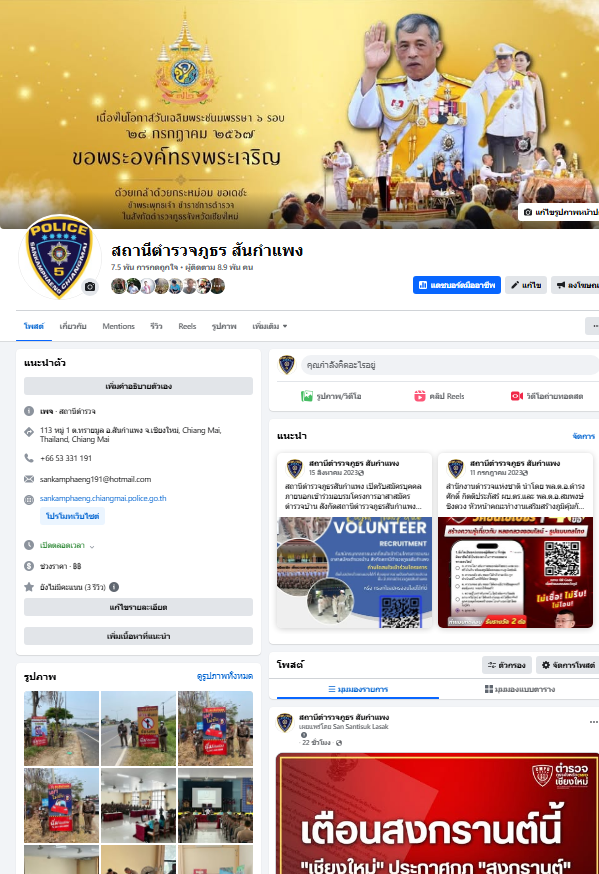 เนื่องในโอกาสวันเฉลิมพระชนมพรรษา ๖ รอบ
๒๘ กรกฎาคม ๒๕๖๗
ขอพระองค์ทรงพระเจริญ
ด้วยเกล้าด้วยกระหม่อม ขอเดชะ
ข้าพระพุทธเจ้า ข้าราชการตำรวจ
ในสังกัดตำรวจภูธรจังหวัดเชียงใหม่
แก้ไขรูปภาพหน้าปก
POLICE
SANKAMPHAENG CHIANGMAI
5
สถานีตำรวจภูธร สันกำแพง
7.5 พัน การกดถูกใจ • ผู้ติดตาม 8.9 พัน คน
แดชบอร์ดมืออาชีพ
แก้ไข
ลงโฆษณา
โพสต์
เกี่ยวกับ
Mentions
รีวิว
Reels
รูปภาพ
เพิ่มเติม
แนะนำตัว
เพิ่มคำอธิบายตัวเอง
เพจ · สถานีตำรวจ
113 หมู่ 1 ต.ทรายมูล อ.สันกำแพง จ.เชียงใหม่, Chiang Mai,
Thailand, Chiang Mai
+66 53 331 191
sankamphaeng191@hotmail.com
sankamphaeng.chiangmai.police.go.th
โปรโมทเว็บไซต์
เปิดตลอดเวลา
ช่วงราคา · ฿฿
ยังไม่มีคะแนน (3 รีวิว)
แก้ไขรายละเอียด
เพิ่มเนื้อหาที่แนะนำ
รูปภาพ
ดูรูปภาพทั้งหมด
คุณกำลังคิดอะไรอยู่
รูปภาพ/วิดีโอ
คลิป Reels
วิดีโอถ่ายทอดสด
แนะนำ
จัดการ
สถานีตำรวจภูธร สันกำแพง
15 สิงหาคม 2023
สถานีตำรวจภูธรสันกำแพง เปิดรับสมัครบุคคล
ภายนอกเข้าร่วมอบรมโครงการอาสาสมัคร
ตำรวจบ้าน สังกัดสถานีตำรวจภูธรสันกำแพง...
VOLUNTEER
RECRUITMENT
สถานีตำรวจภูธร สันกำแพง
11 กรกฎาคม 2023
สำนักงานตำรวจแห่งชาติ นำโดย พล.ต.อ.ดำรง
ศักดิ์ กิตติประภัสร์ ผบ.ตร.และ พล.ต.อ.สมพงษ์
ชิงดวง หัวหน้าคณะทำงานเสริมสร้างภูมิคุ้มกั...
วัคซีนไซเบอร์
ไม่เชื่อ! ไม่รีบ!
ไม่โอน!
โพสต์
ตัวกรอง
จัดการโพสต์
มุมมองรายการ
มุมมองแบบตาราง
สถานีตำรวจภูธร สันกำแพง
เผยแพร่โดย San Santisuk Lasak
22 ชั่วโมง
ตำรวจ
เชียงใหม่
เตือนสงกรานต์นี้
"เชียงใหม่" ประกาศกฎ "สงกรานต์"